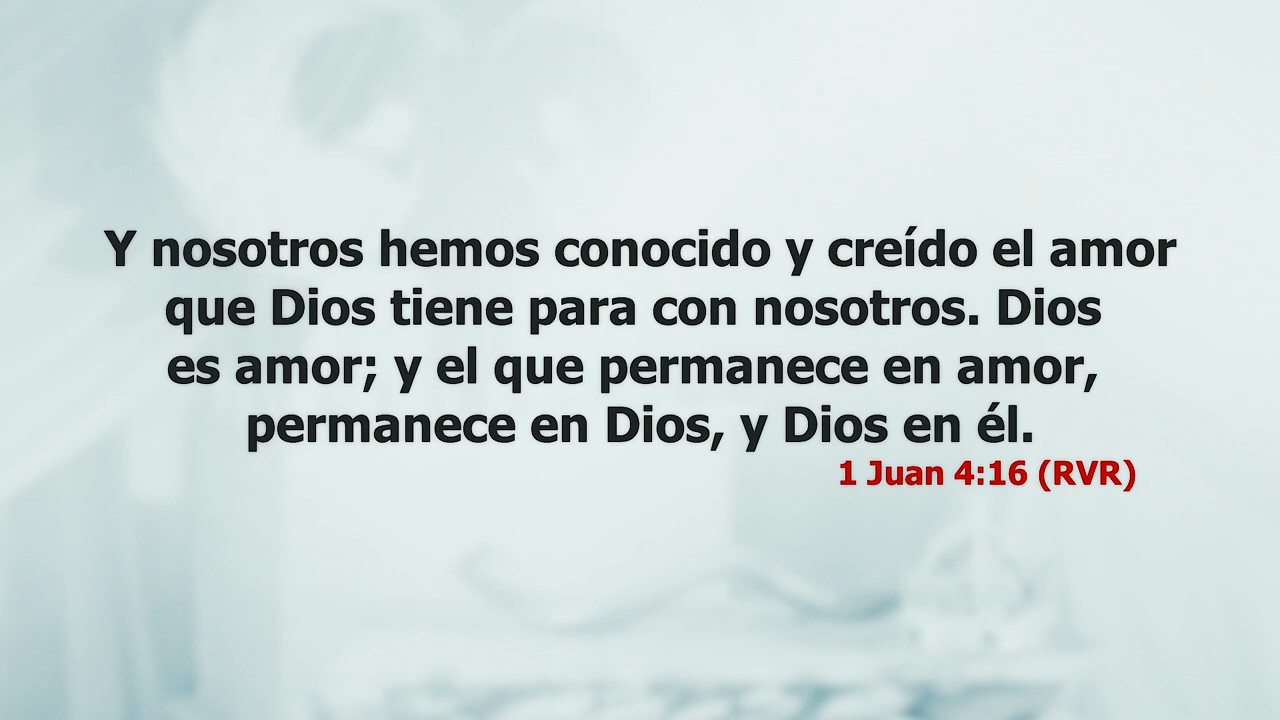 Y nosotros hemos conocido y creído el amor
que Dios tiene para con nosotros. Dios
es amor; y el que permanece en amor,
permanece en Dios, y Dios en él.
1 Juan 4:16 (RVR)